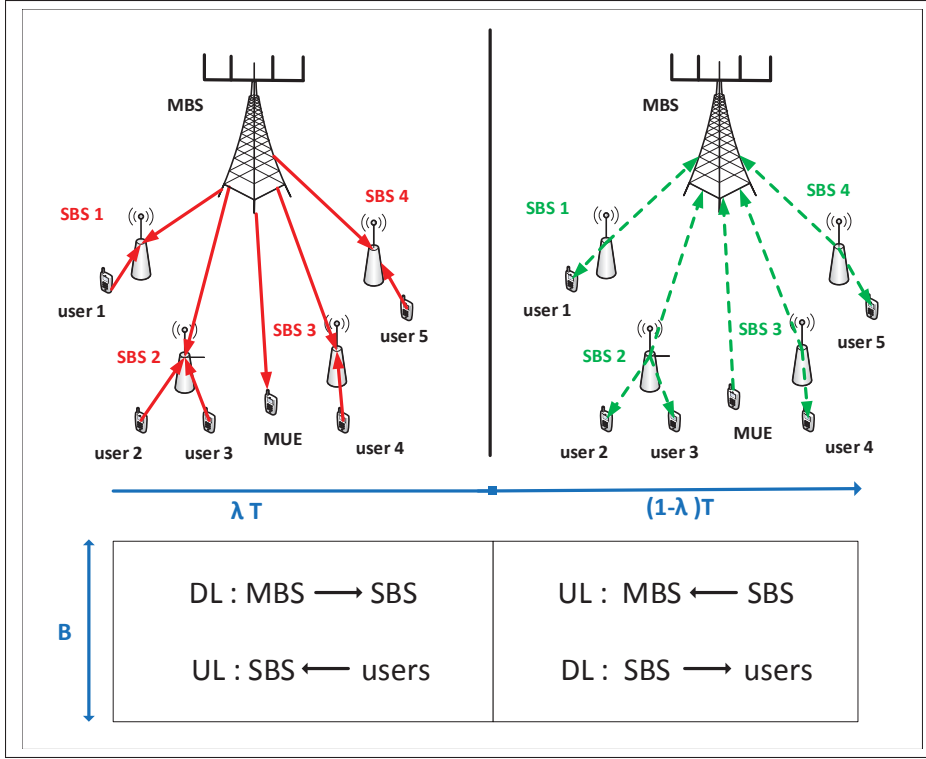 MBS
SBS 1
SBS 4
user 1
user 5
SBS 2
SBS 3
user 2
user 3
MUE
user 4
MBS
SBS 1
SBS 4
user 1
user 5
SBS 2
SBS 3
user 2
user 3
MUE
user 4
λ T
(1-λ )T
B
DL : MBS → SBS
UL : SBS ← users
UL : MBS ← SBS
DL : SBS → users